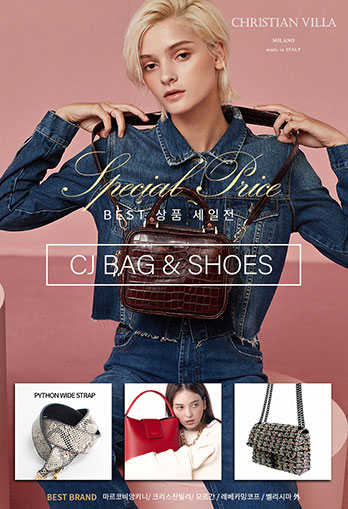 CHRISTIAN VILLA
MILANO
made in ITALY
Special Price
BEST 상품 세일전
CJ BAG & SHOES
PYTHON WIDE STRAP
BEST BRAND 마르코비앙키/ 크리스찬빌라/ 모르간 / 레베카밍코프 / 벨리시마 外